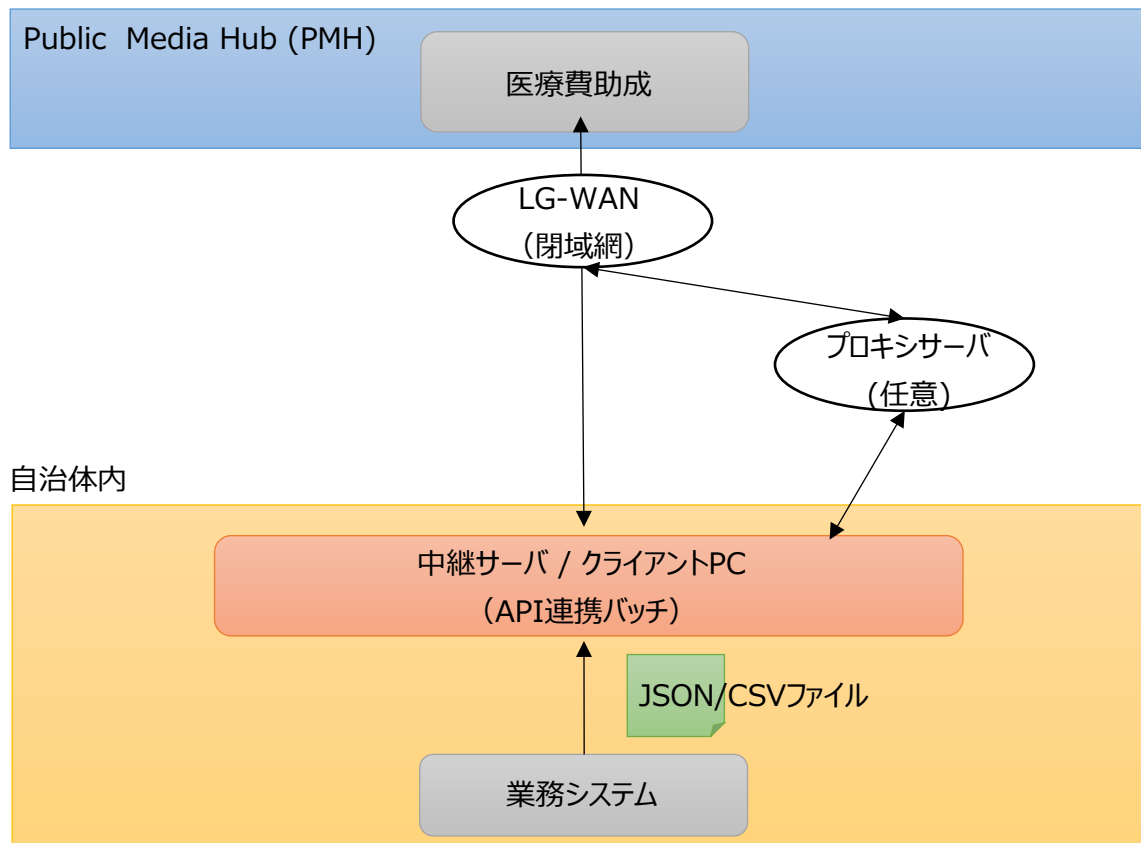 Public Media Hub (PMH)
医療費助成
LG-WAN
（閉域網）
プロキシサーバ
(任意)
自治体内
中継サーバ / クライアントPC
（API連携バッチ）
JSON/CSVファイル
業務システム